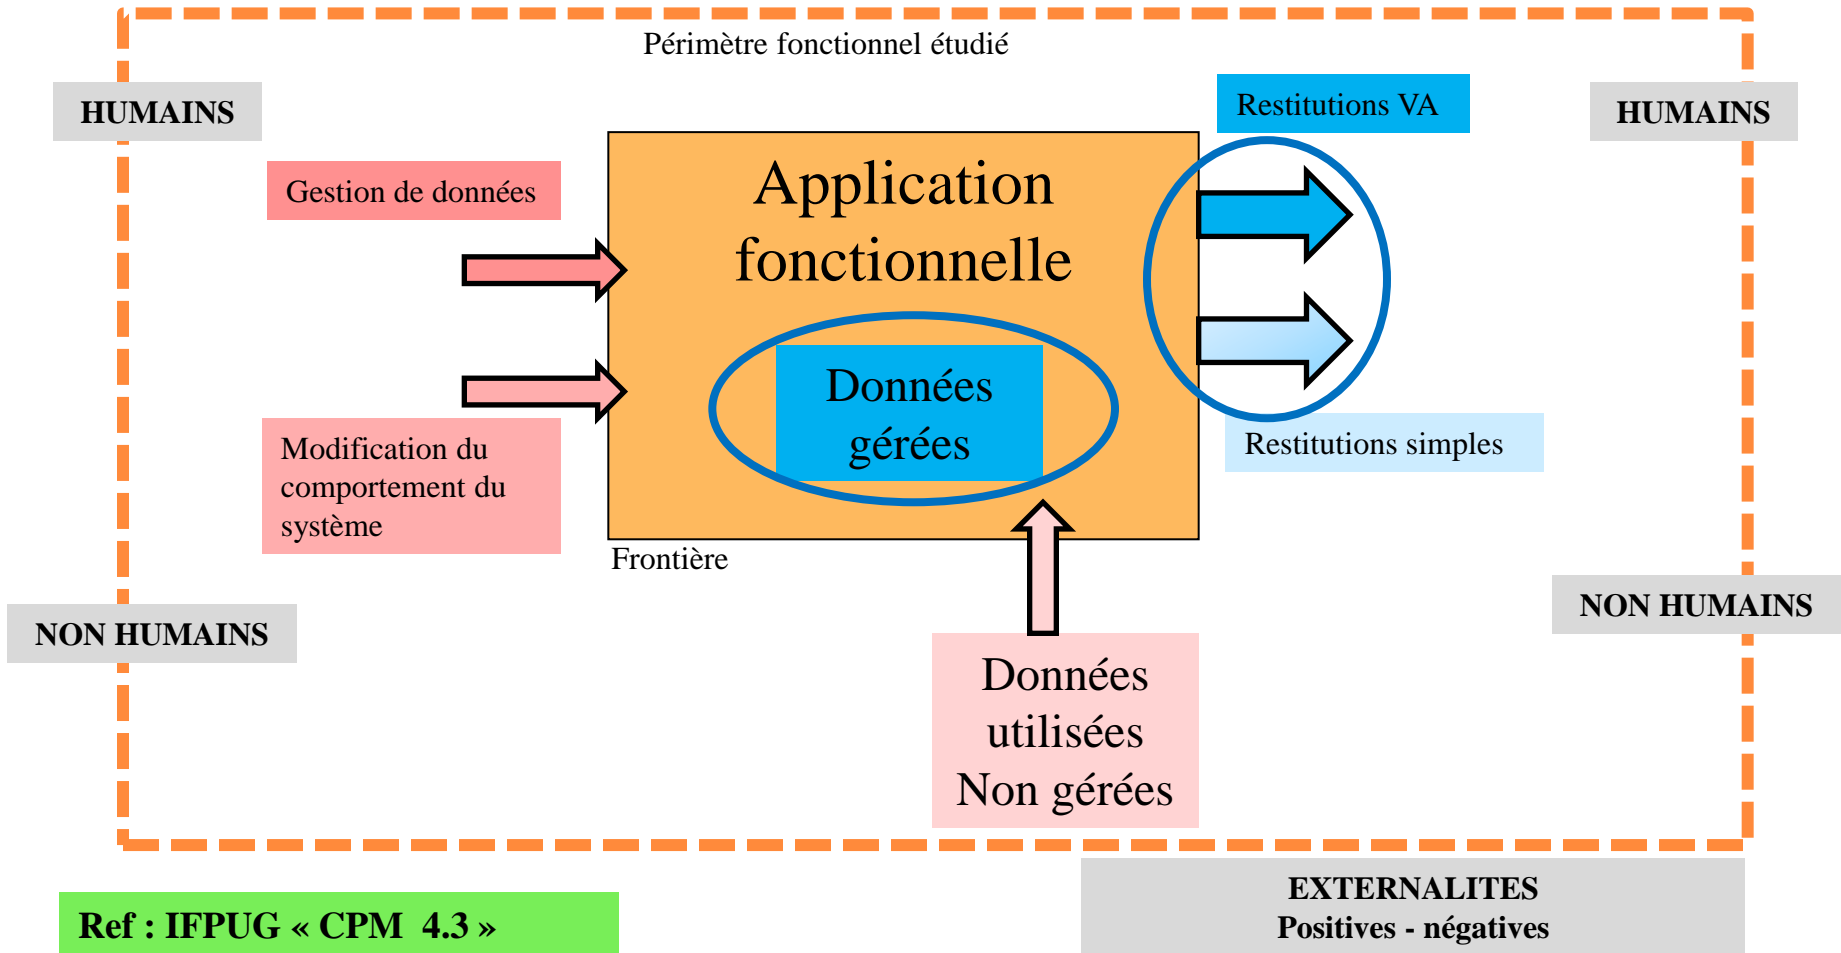 Périmètre fonctionnel étudié
HUMAINS
Restitutions VA
HUMAINS
Gestion de données
Application
fonctionnelle
Données
gérées
Modification du
comportement du
système
Restitutions simples
Frontière
NON HUMAINS
NON HUMAINS
Données
utilisées
Non gérées
EXTERNALITES
Positives - négatives
Ref : IFPUG « CPM 4.3 »